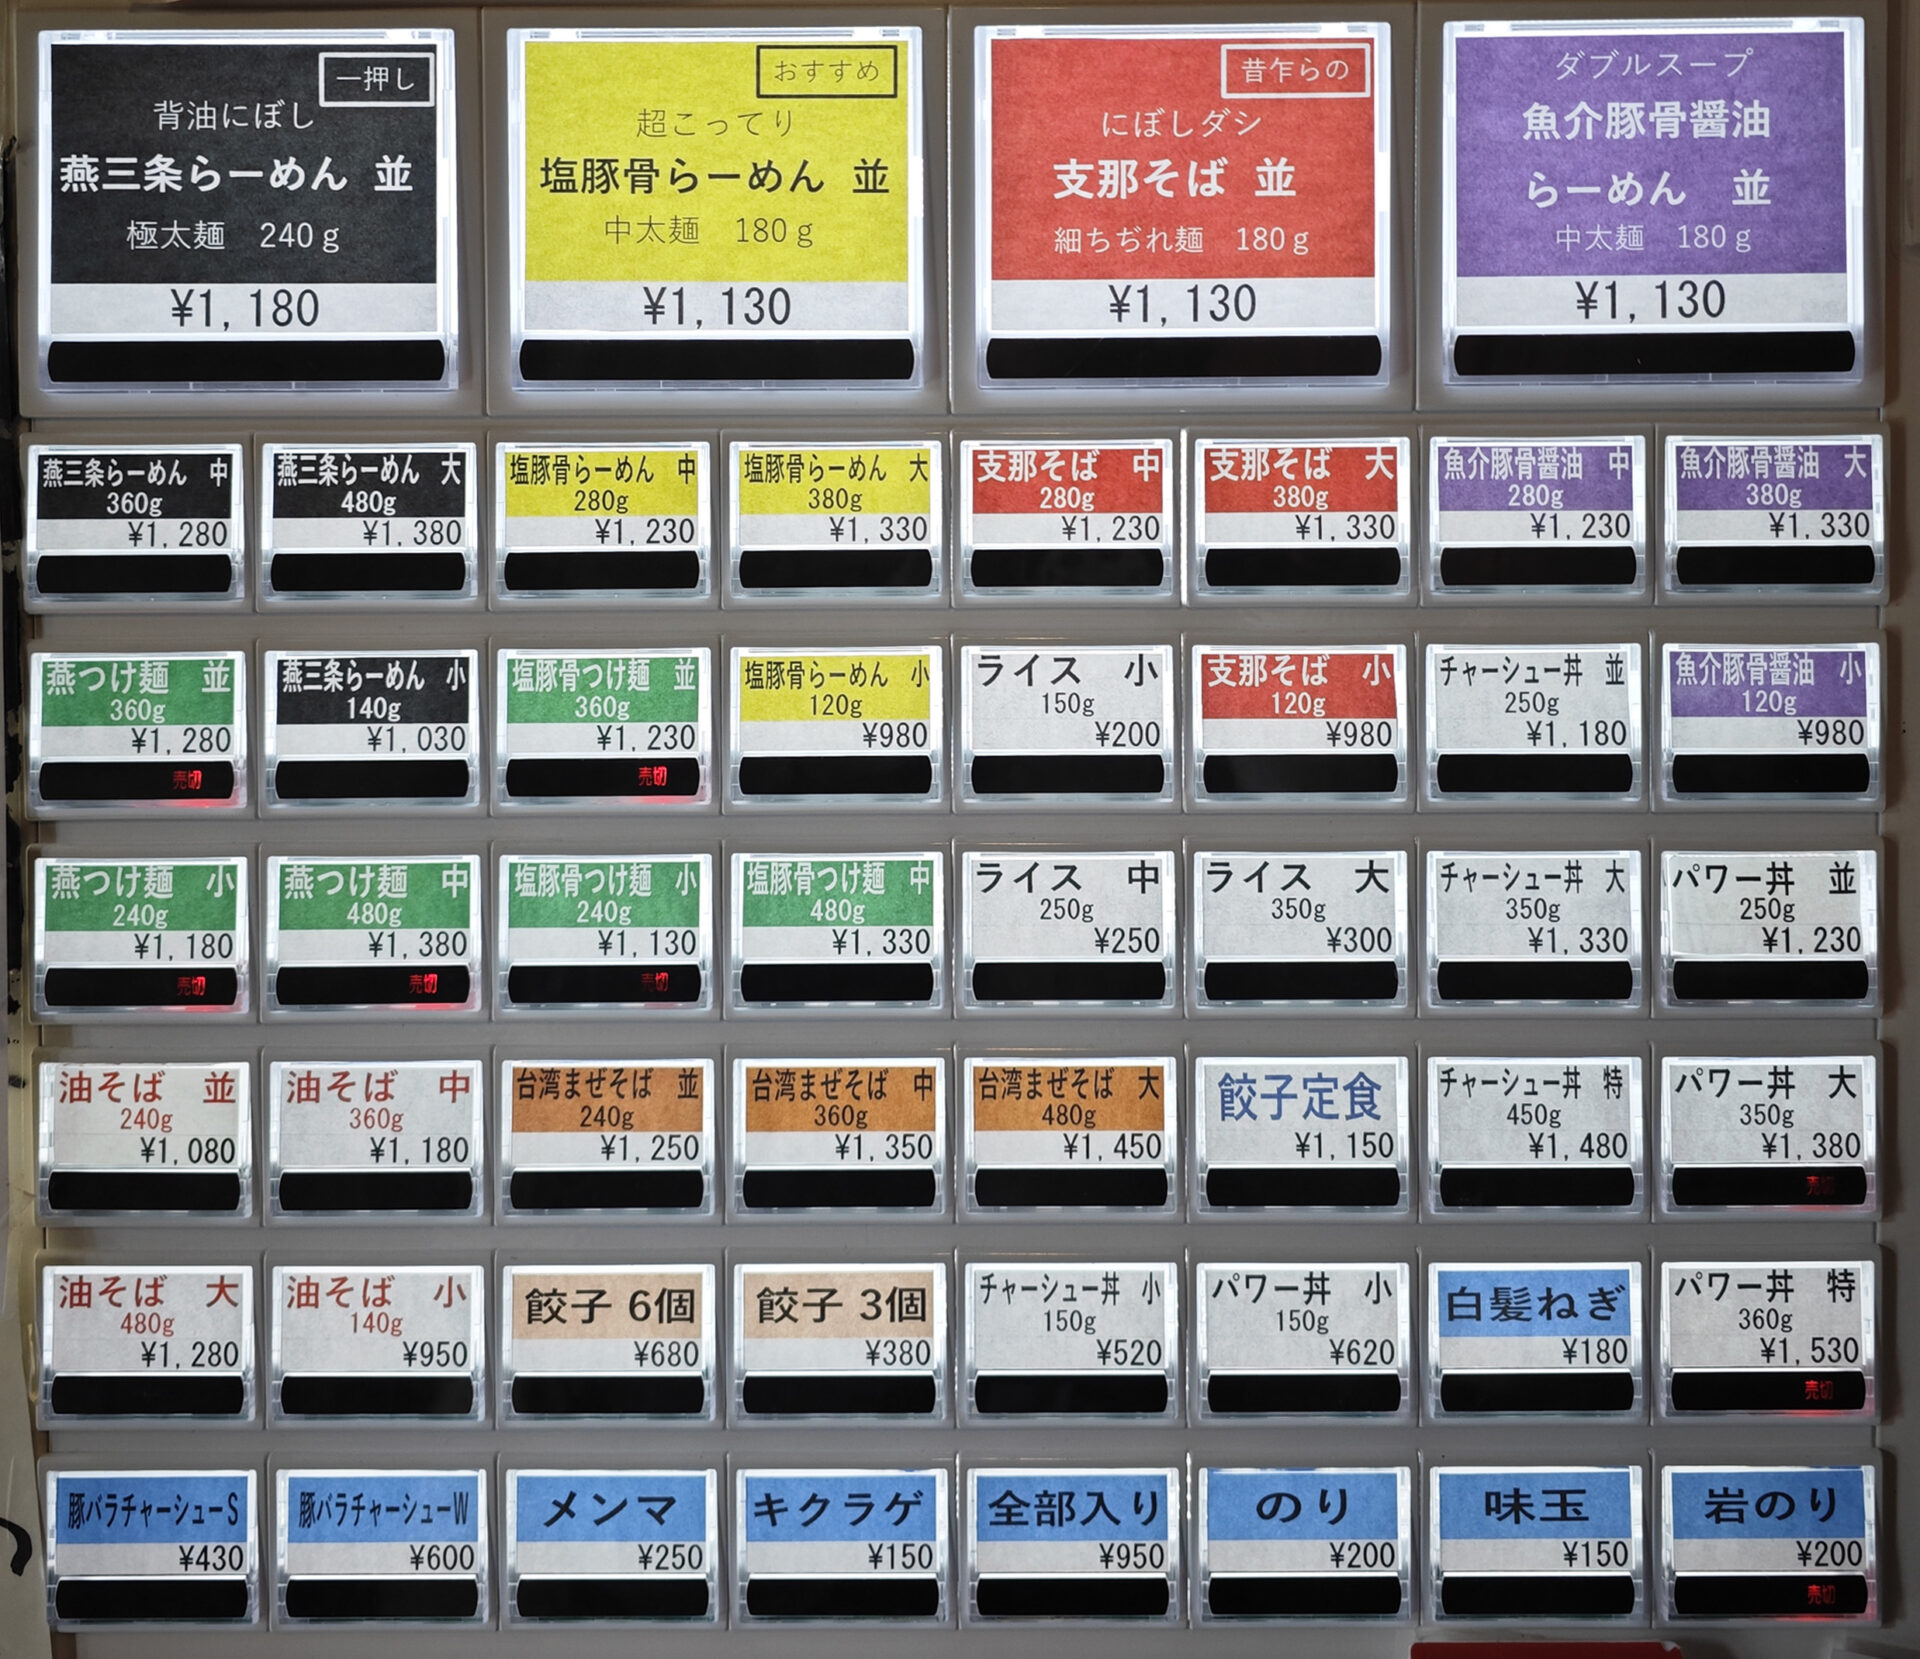 一押し
背油にぼし
燕三条らーめん 並
極太麺 240g
¥1,180
おすすめ
超こってり
塩豚骨らーめん 並
中太麺 180g
¥1,130
昔乍らの
にぼしダシ
支那そば 並
細ちぢれ麺 180g
¥1,130
ダブルスープ
魚介豚骨醤油
らーめん 並
中太麺 180g
¥1,130
燕三条らーめん 中
360g
¥1,280
燕三条らーめん 大
480g
¥1,380
塩豚骨らーめん 中
280g
¥1,230
塩豚骨らーめん 大
380g
¥1,330
支那そば 中
280g
¥1,230
支那そば 大
380g
¥1,330
魚介豚骨醤油 中
280g
¥1,230
魚介豚骨醤油 大
380g
¥1,330
燕つけ麺 並
360g
¥1,280
売切
燕三条らーめん 小
140g
¥1,030
塩豚骨つけ麺 並
360g
¥1,230
売切
塩豚骨らーめん 小
120g
¥980
ライス 小
150g
¥200
支那そば 小
120g
¥980
チャーシュー丼 並
250g
¥1,180
魚介豚骨醤油 小
120g
¥980
燕つけ麺 小
240g
¥1,180
売切
燕つけ麺 中
480g
¥1,380
売切
塩豚骨つけ麺 小
240g
¥1,130
売切
塩豚骨つけ麺 中
480g
¥1,330
ライス 中
250g
¥250
ライス 大
350g
¥300
チャーシュー丼 大
350g
¥1,330
パワー丼 並
250g
¥1,230
油そば 並
240g
¥1,080
油そば 中
360g
¥1,180
台湾まぜそば 並
240g
¥1,250
台湾まぜそば 中
360g
¥1,350
台湾まぜそば 大
480g
¥1,450
餃子定食
¥1,150
チャーシュー丼 特
450g
¥1,480
パワー丼 大
350g
¥1,380
売切
油そば 大
480g
¥1,280
油そば 小
140g
¥950
餃子 6個
¥680
餃子 3個
¥380
チャーシュー丼 小
150g
¥520
パワー丼 小
150g
¥620
白髪ねぎ
¥180
パワー丼 特
360g
¥1,530
売切
豚バラチャーシューS
¥430
豚バラチャーシューW
¥600
メンマ
¥250
キクラゲ
¥150
全部入り
¥950
のり
¥200
味玉
¥150
岩のり
¥200
売切